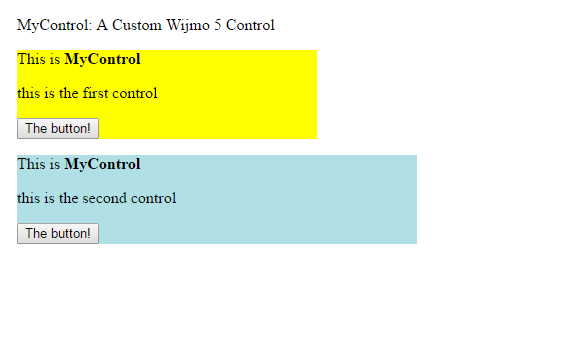 MyControl: A Custom Wijmo 5 Control
This is MyControl
this is the first control
The button!
This is MyControl
this is the second control
The button!